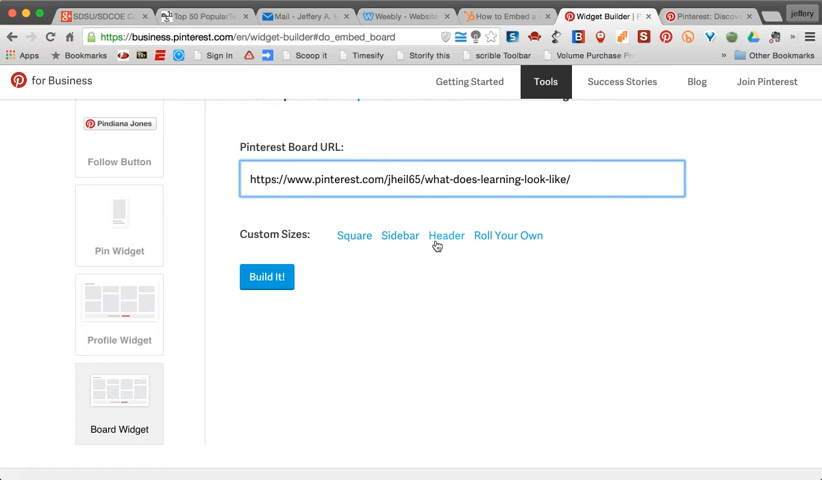 SDSU/SDCOE Co
Top 50 Popular
Mail – Jeffery A.
Weebly - Website
How to Embed a
Widget Builder | P
Pinterest: Discov
jeffery
https://business.pinterest.com/en/widget-builder#do_embed_board
Apps
Bookmarks
Sign In
Scoop it
Timesify
Storify this
scrible Toolbar
Volume Purchase Pr
»
Other Bookmarks
for Business
Getting Started
Tools
Success Stories
Blog
Join Pinterest
Pindiana Jones
Follow Button
Pin Widget
Profile Widget
Board Widget
Pinterest Board URL:
https://www.pinterest.com/jheil65/what-does-learning-look-like/
Custom Sizes: Square Sidebar Header Roll Your Own
Build It!